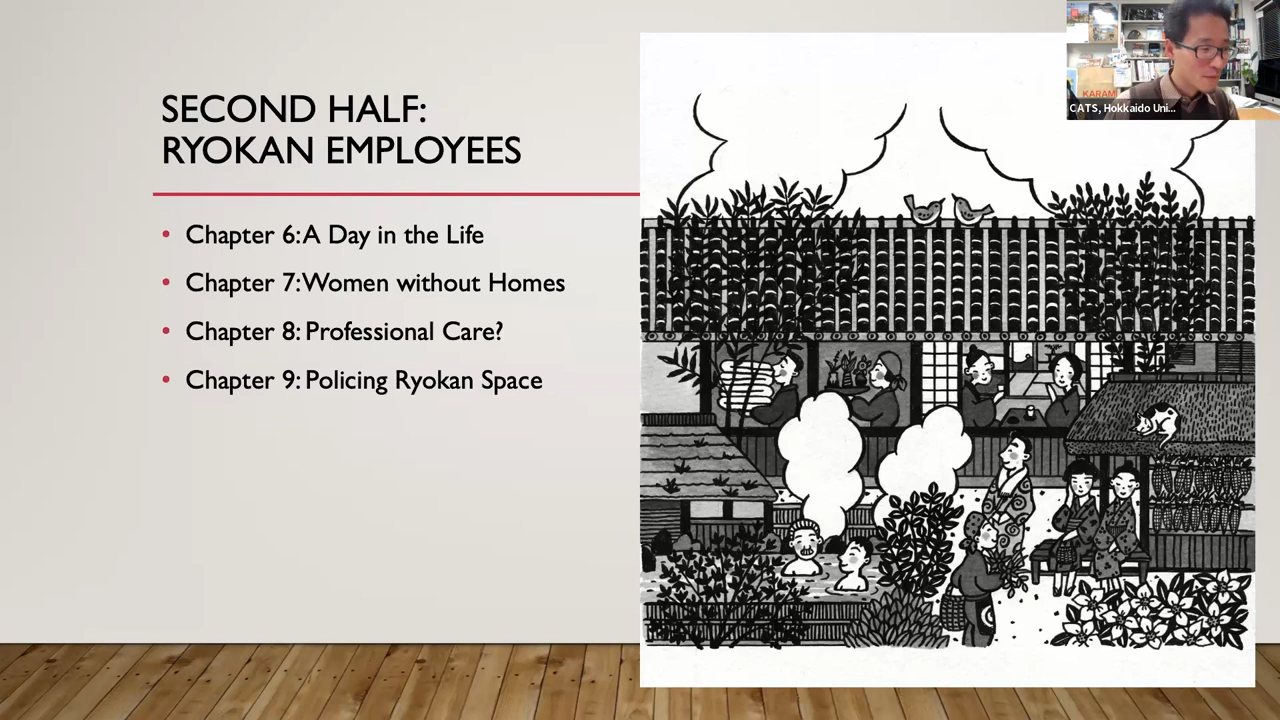 SECOND HALF:
RYOKAN EMPLOYEES
• Chapter 6: A Day in the Life
• Chapter 7: Women without Homes
• Chapter 8: Professional Care?
• Chapter 9: Policing Ryokan Space
KARAMI
CATS, Hokkaido Uni...